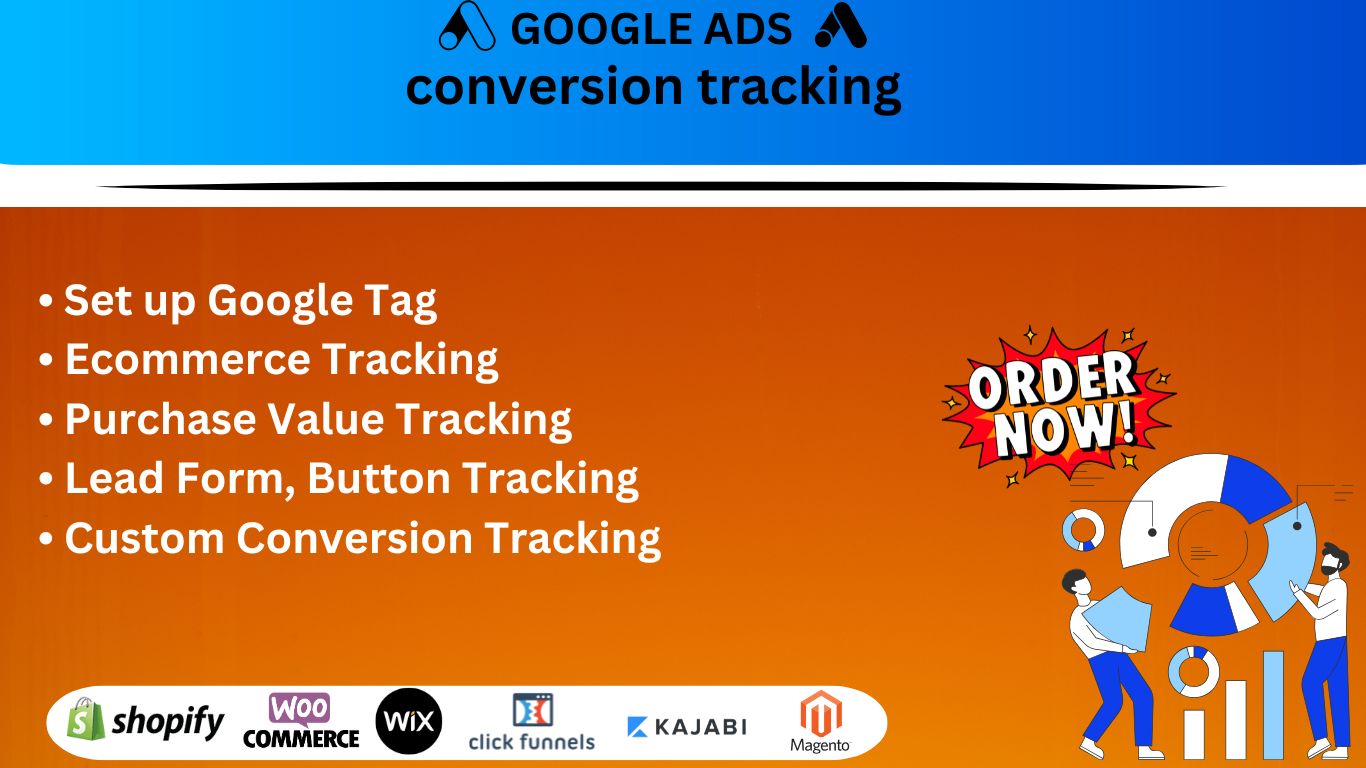 GOOGLE ADS
conversion tracking
• Set up Google Tag
• Ecommerce Tracking
• Purchase Value Tracking
• Lead Form, Button Tracking
• Custom Conversion Tracking
ORDER
NOW!
shopify
WOO
COMMERCE
WiX
click funnels
KAJABI
Magento